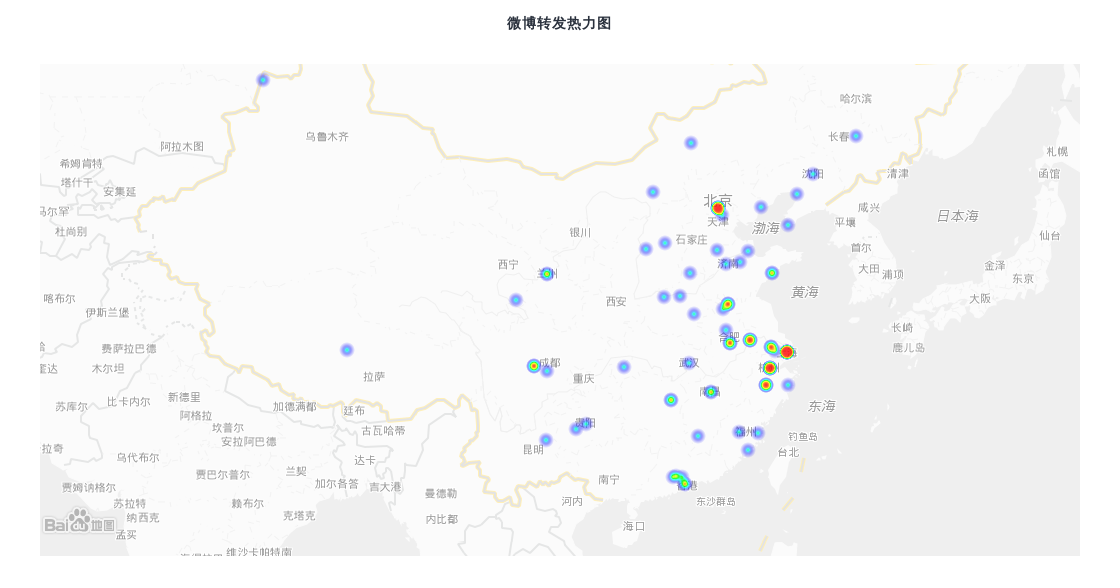 微博转发热力图
哈尔滨
乌鲁木齐
长春
阿拉木图
札幌
希姆肯特
沈阳
清津
函馆
塔什干
安集延
北京
马尔罕
咸兴
日本海
天津
平壤
渤海
杜尚别
银川
仙台
石家庄
首尔
西宁
济南
大田
金泽
兰州
浦项
东京
黄海
喀布尔
西安
大阪
伊斯兰堡
长崎
合肥
费萨拉巴德
鹿儿岛
木尔坦
成都
武汉
杭州
拉萨
重庆
南昌
新德里
比卡内尔
苏库尔
加德满都
廷布
东海
阿格拉
坎普尔
古瓦哈蒂
贵阳
福州
钓鱼岛
安拉阿巴德
昆明
台北
拉奇
乌代布尔
达卡
贾巴尔普尔
兰契
加尔各答
吉大港
南宁
香港
贾姆讷格尔
曼德勒
苏拉特
赖布尔
河内
东沙群岛
纳西克
克塔克
内比都
海口
Bai 地图
孟买
维沙卡帕特南